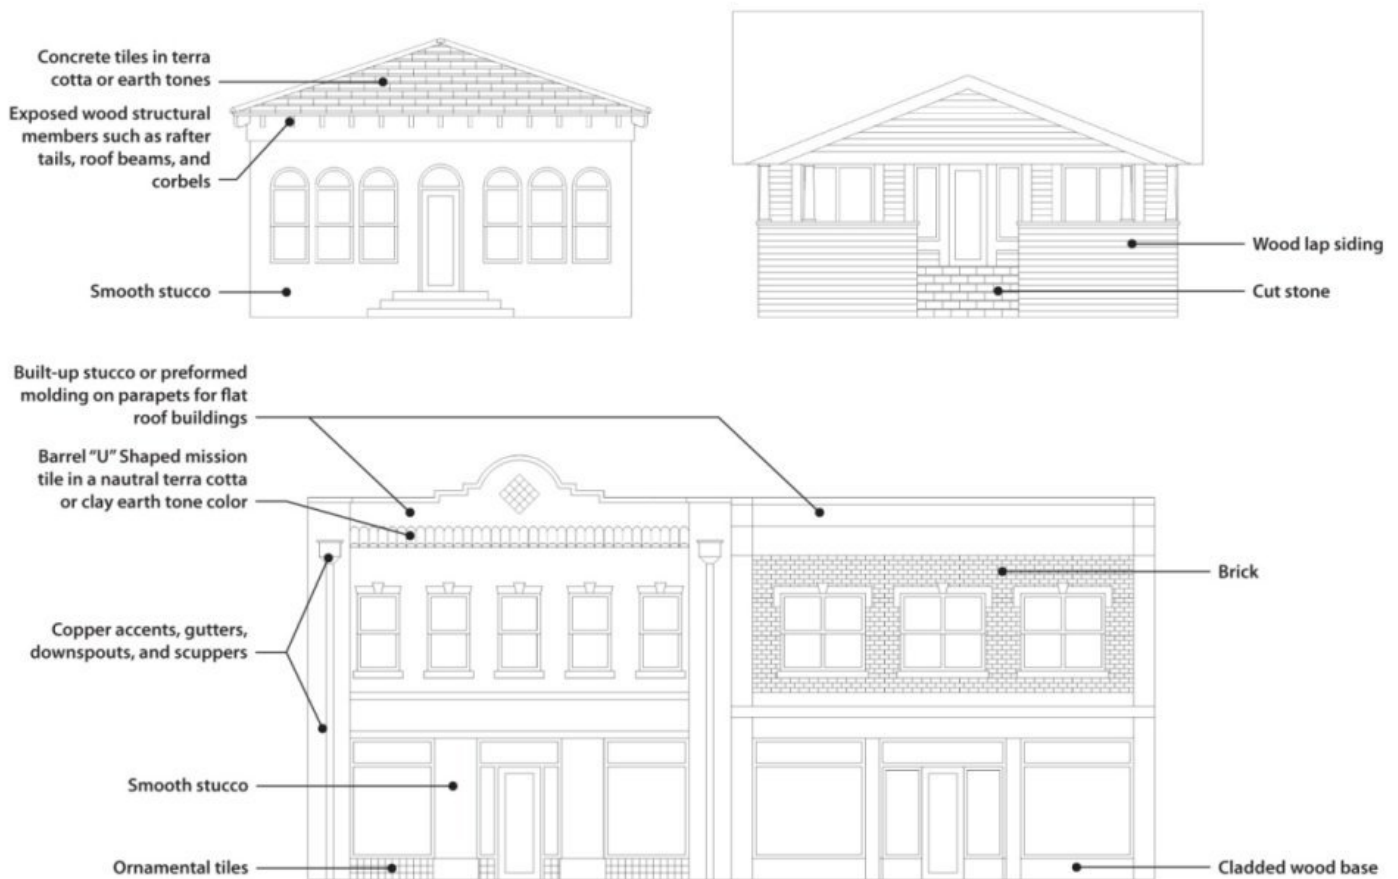 Concrete tiles in terra
cotta or earth tones
Exposed wood structural
members such as rafter
tails, roof beams, and
corbels
Smooth stucco
Wood lap siding
Cut stone
Built-up stucco or preformed
molding on parapets for flat
roof buildings
Barrel "U" Shaped mission
tile in a nautral terra cotta
or clay earth tone color
Brick
Copper accents, gutters,
downspouts, and scuppers
Smooth stucco
Ornamental tiles
Cladded wood base